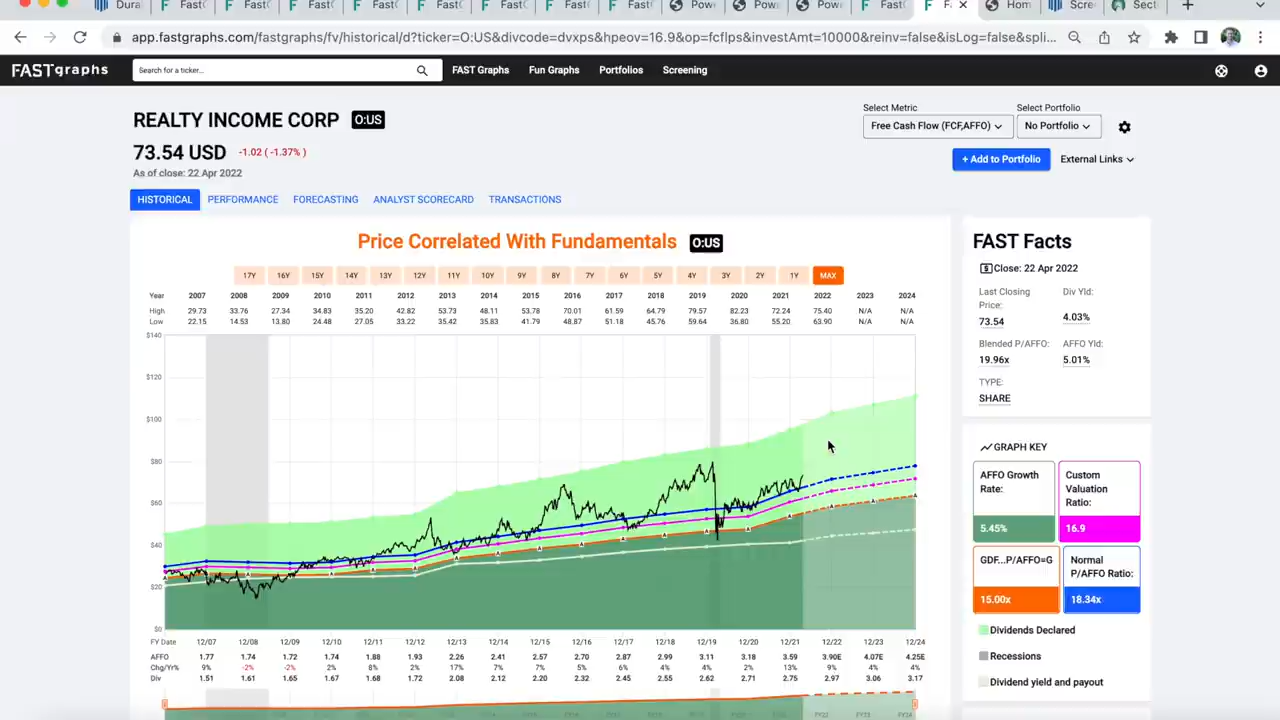 Dura
FastG
FastG
FastG
FastG
FastG
FastG
FastG
FastG
Pow
Pow
Pow
FastG
F
Hom
Scre
Secti
app.fastgraphs.com/fastgraphs/fv/historical/d?ticker=O:US&divcode=dvxps&hpeov=16.9&op=fcflps&investAmt=10000&reinv=false&isLog=false&spli...
FASTgraphs
Search for a ticker...
FAST Graphs
Fun Graphs
Portfolios
Screening
REALTY INCOME CORP O:US
73.54 USD -1.02 ( -1.37% )
As of close: 22 Apr 2022
Select Metric
Free Cash Flow (FCF,AFFO)
Select Portfolio
No Portfolio
+ Add to Portfolio
External Links
HISTORICAL PERFORMANCE FORECASTING ANALYST SCORECARD TRANSACTIONS
Price Correlated With Fundamentals O:US
17Y 16Y 15Y 14Y 13Y 12Y 11Y 10Y 9Y 8Y 7Y 6Y 5Y 4Y 3Y 2Y 1Y MAX
Year 2007 2008 2009 2010 2011 2012 2013 2014 2015 2016 2017 2018 2019 2020 2021 2022 2023 2024
High 29.73 33.76 27.34 34.83 35.20 42.82 53.73 48.11 53.78 70.01 61.59 64.79 79.57 82.23 72.24 75.40 N/A N/A
Low 22.15 14.53 13.80 24.48 27.05 33.22 35.42 35.83 41.79 48.87 51.18 45.76 59.64 36.80 55.20 63.90 N/A N/A
$140
$120
$100
$80
$60
$40
$20
$0
FY Date 12/07 12/08 12/09 12/10 12/11 12/12 12/13 12/14 12/15 12/16 12/17 12/18 12/19 12/20 12/21 12/22 12/23 12/24
AFFO 1.77 1.74 1.72 1.74 1.88 1.93 2.26 2.41 2.57 2.70 2.87 2.99 3.11 3.18 3.59 3.90E 4.07E 4.25E
Chg/Yr% 9% -2% -2% 2% 8% 2% 17% 7% 7% 5% 6% 4% 4% 2% 13% 9% 4% 4%
Div 1.51 1.61 1.65 1.67 1.68 1.72 2.08 2.12 2.20 2.32 2.45 2.55 2.62 2.71 2.75 2.97 3.06 3.17
FY22
FY23
FY24
FAST Facts
Close: 22 Apr 2022
Last Closing Price:
73.54
Div Yld:
4.03%
Blended P/AFFO:
19.96x
AFFO Yld:
5.01%
TYPE:
SHARE
GRAPH KEY
AFFO Growth Rate:
5.45%
Custom Valuation Ratio:
16.9
GDF...P/AFFO=G
15.00x
Normal P/AFFO Ratio:
18.34x
Dividends Declared
Recessions
Dividend yield and payout